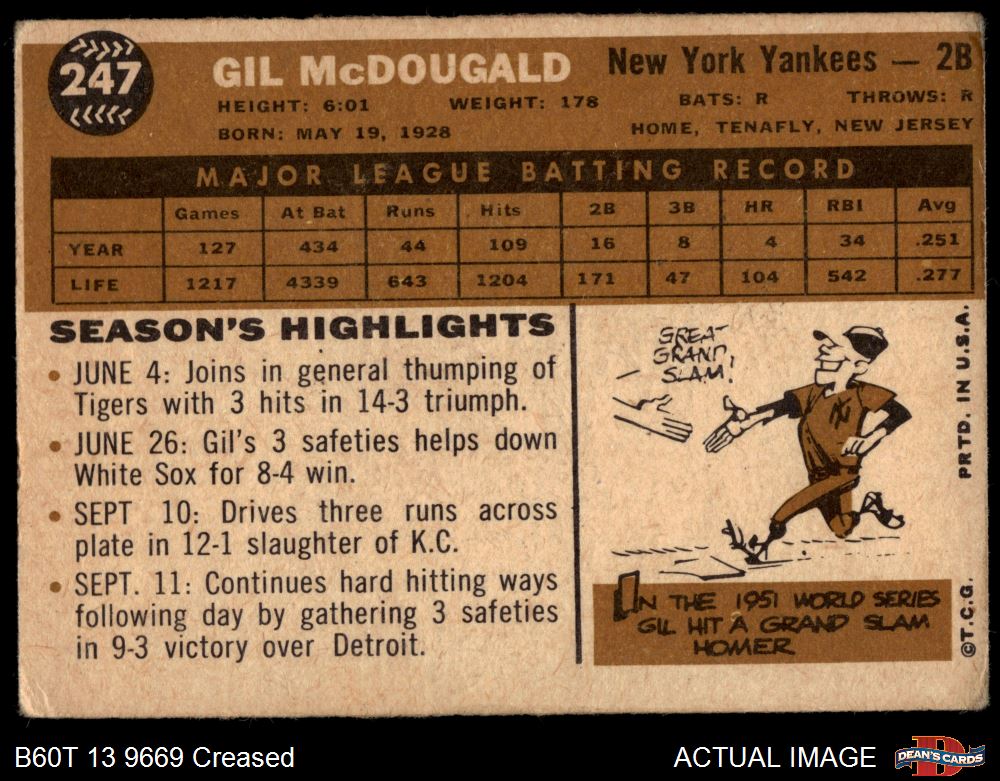 247
GIL McDOUGALD
New York Yankees — 2B
HEIGHT: 6:01 WEIGHT: 178 BATS: R THROWS: R
BORN: MAY 19, 1928 HOME, TENAFLY, NEW JERSEY
MAJOR LEAGUE BATTING RECORD
Games At Bat Runs Hits 2B 3B HR RBI Avg
YEAR 127 434 44 109 16 8 4 34 .251
LIFE 1217 4339 643 1204 171 47 104 542 .277
SEASON'S HIGHLIGHTS
• JUNE 4: Joins in general thumping of
Tigers with 3 hits in 14-3 triumph.
• JUNE 26: Gil's 3 safeties helps down
White Sox for 8-4 win.
• SEPT 10: Drives three runs across
plate in 12-1 slaughter of K.C.
• SEPT. 11: Continues hard hitting ways
following day by gathering 3 safeties
in 9-3 victory over Detroit.
GREAT
GRAND
SLAM!
NY
IN THE 1951 WORLD SERIES
GIL HIT A GRAND SLAM
HOMER
©T.C.G. PRTD. IN U.S.A.
B60T 13 9669 Creased
ACTUAL IMAGE
D
DEAN'S CARDS